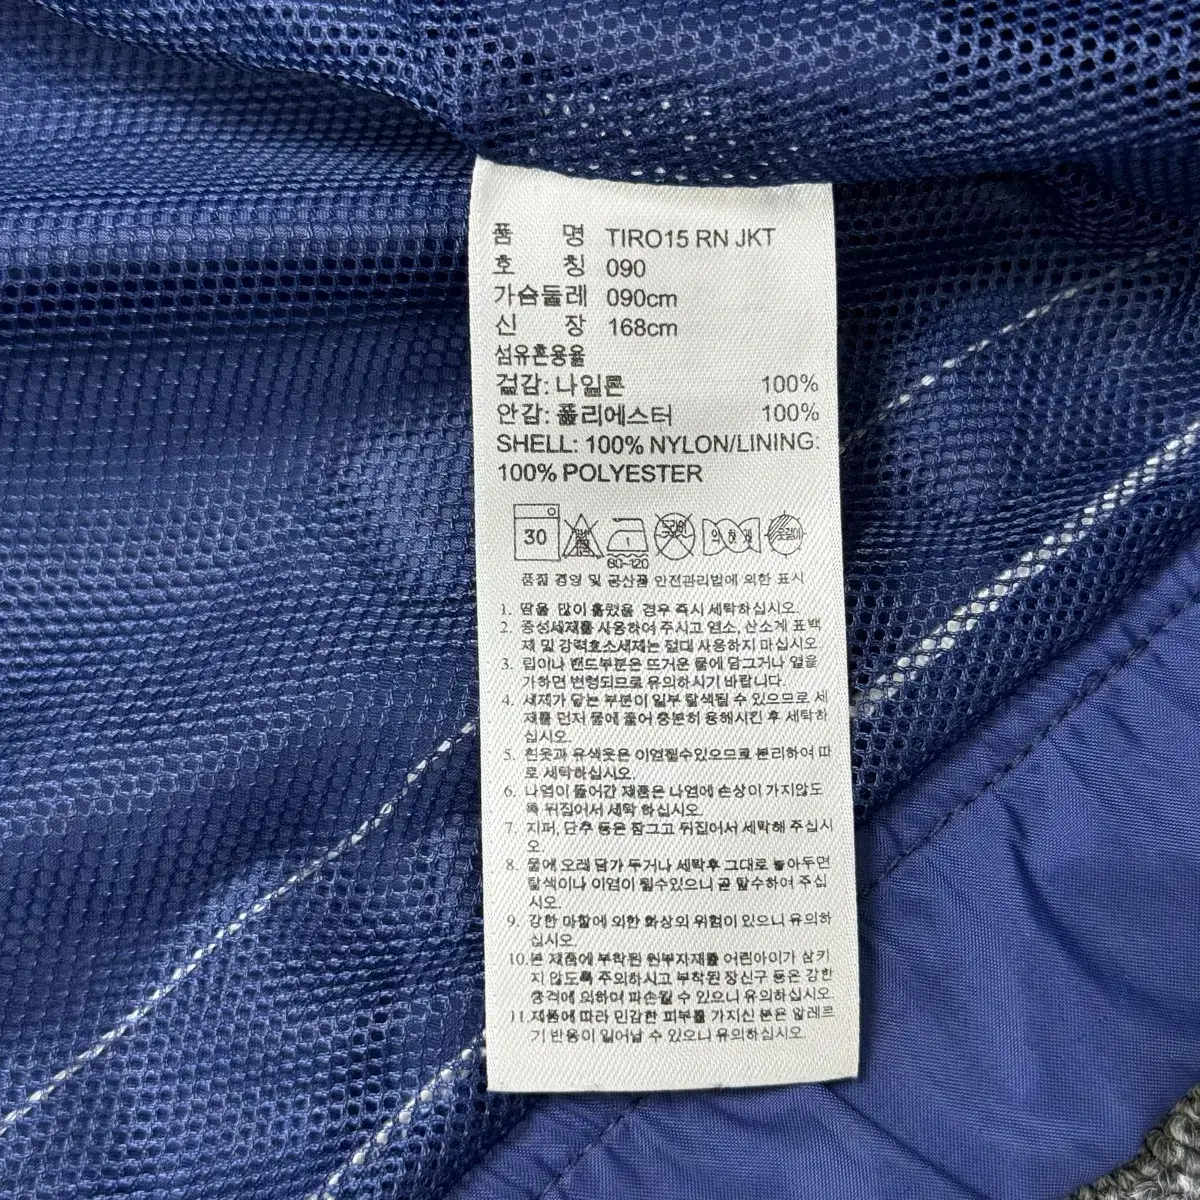 품 명 TIRO15 RN JKT
호 칭 090
가슴둘레 090cm
신 장 168cm
섬유혼용율
겉감: 나일론 100%
안감: 폴리에스터 100%
SHELL: 100% NYLON/LINING:
100% POLYESTER
30
1
80-120
드라이
약하게
품질 경영 및 공산품 안전관리법에 의한 표시
1. 땀을 많이 흘렸을 경우 즉시 세탁하십시오.
2. 중성세제를 사용하여 주시고 염소, 산소계 표백
제 및 강력효소세제는 절대 사용하지 마십시오
3. 립이나 밴드부분은 뜨거운 물에 담그거나 열을
가하면 변형되므로 유의하시기 바랍니다.
4. 세제가 닿는 부분이 일부 탈색될 수 있으므로 세
제를 먼저 물에 풀어 충분히 용해시킨 후 세탁하
십시오.
5. 흰옷과 유색옷은 이염될수있으므로 분리하여 따
로 세탁하십시오.
6. 나염이 들어간 제품은 나염에 손상이 가지않도
록 뒤집어서 세탁 하십시오.
7. 지퍼, 단추 등은 잠그고 뒤집어서 세탁해 주십시
오.
8. 물에 오래 담가 두거나 세탁후 그대로 놓아두면
탈색이나 이염이 될수있으니 곧 탈수하여 주십
시오.
9. 강한 마찰에 의한 화상의 위험이 있으니 유의하
십시오.
10.본 제품에 부착된 원부자재를 어린아이가 삼키
지 않도록 주의하시고 부착된 장신구 등은 강한
충격에 의하여 파손될 수 있으니 유의하십시오
11.제품에 따라 민감한 피부를 가지신 분은 알레르
기 반응이 일어날 수 있으니 유의하십시오.